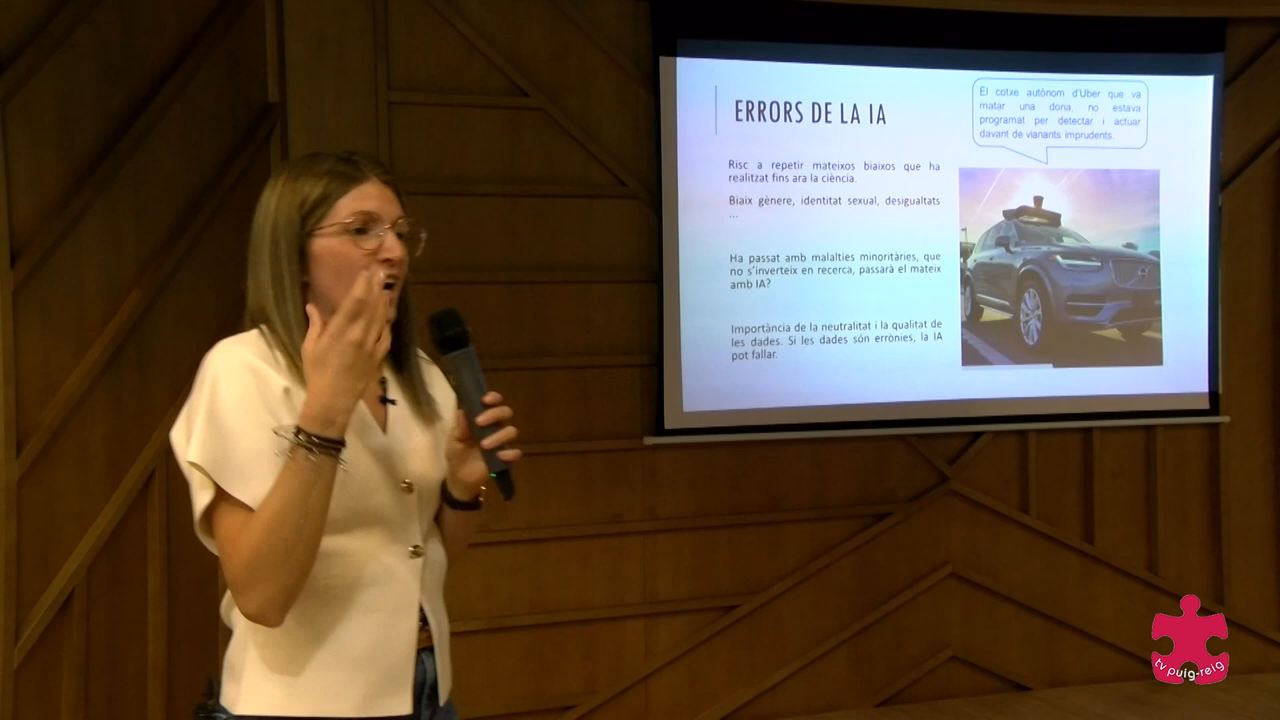 ERRORS DE LA IA
El cotxe autònom d'Uber que va
matar una dona, no estava
programat per detectar i actuar
davant de vianants imprudents.
Risc a repetir mateixos biaixos que ha
realitzat fins ara la ciència.
Biaix gènere, identitat sexual, desigualtats
...
Ha passat amb malalties minoritàries, que
no s'inverteix en recerca, passarà el mateix
amb IA?
Importància de la neutralitat i la qualitat de
les dades. Si les dades són errònies, la IA
pot fallar.
tv puig-reig